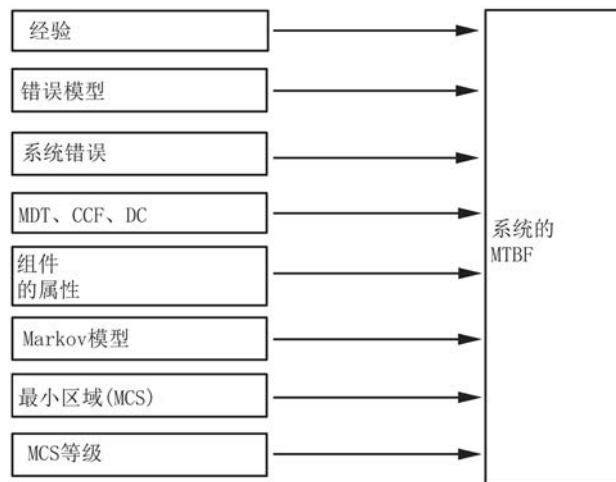 经验
错误模型
系统错误
MDT、CCF、DC
组件
的属性
Markov模型
最小区域(MCS)
MCS等级
系统的
MTBF